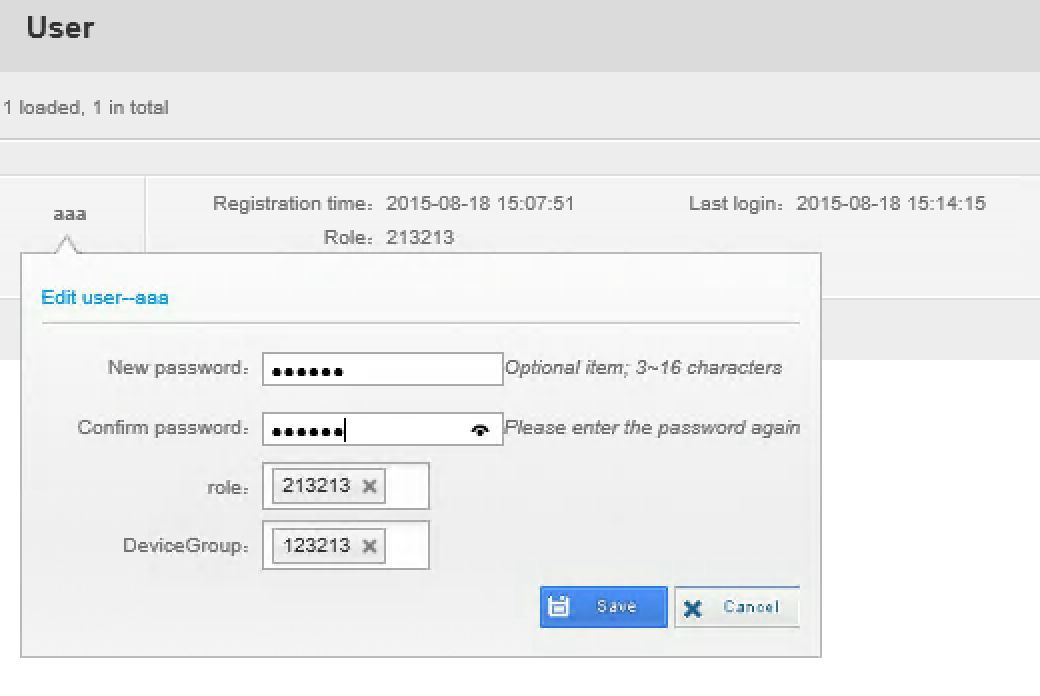 User
1 loaded, 1 in total
aaa
Registration time: 2015-08-18 15:07:51 Last login: 2015-08-18 15:14:15
Role: 213213
Edit user--aaa
New password: •••••• Optional item; 3~16 characters
Confirm password: •••••• Please enter the password again
role: 213213
DeviceGroup: 123213
Save Cancel